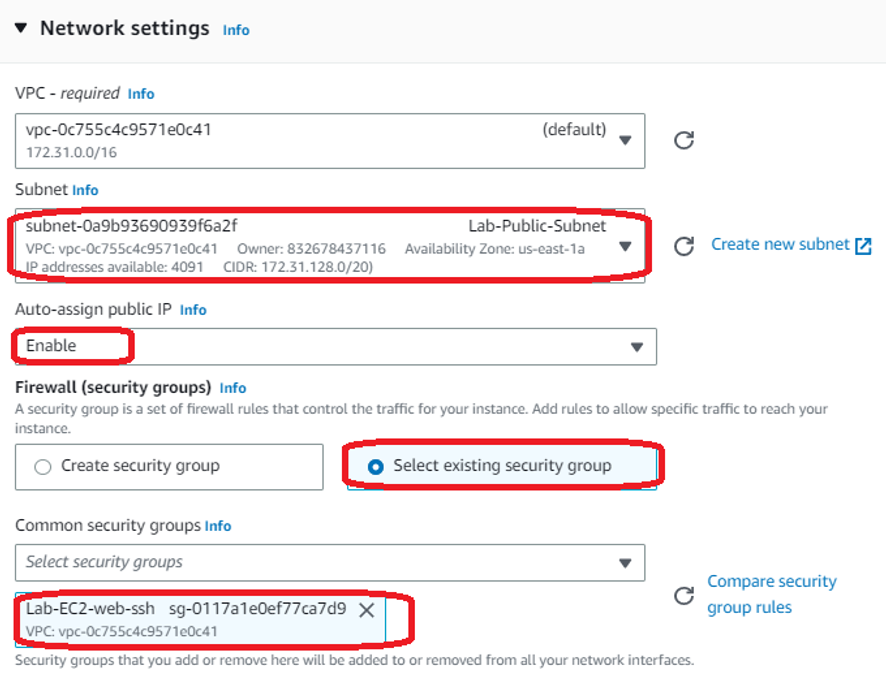 Network settings Info
VPC - required Info
vpc-0c755c4c9571e0c41 (default)
172.31.0.0/16
Subnet Info
subnet-0a9b93690939f6a2f Lab-Public-Subnet
VPC: vpc-0c755c4c9571e0c41 Owner: 832678437116 Availability Zone: us-east-1a
IP addresses available: 4091 CIDR: 172.31.128.0/20)
Create new subnet
Auto-assign public IP Info
Enable
Firewall (security groups) Info
A security group is a set of firewall rules that control the traffic for your instance. Add rules to allow specific traffic to reach your
instance.
Create security group
Select existing security group
Common security groups Info
Select security groups
Lab-EC2-web-ssh sg-0117a1e0ef77ca7d9
VPC: vpc-0c755c4c9571e0c41
Compare security
group rules
Security groups that you add or remove here will be added to or removed from all your network interfaces.